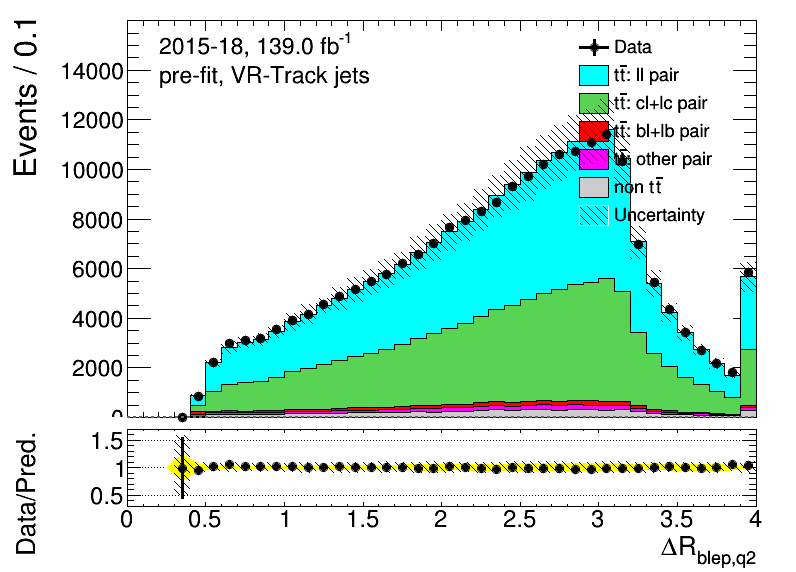 Events / 0.1
2015-18, 139.0 fb⁻¹
pre-fit, VR-Track jets
Data
tt̄: ll pair
tt̄: cl+lc pair
tt̄: bl+lb pair
tt̄: other pair
non tt̄
Uncertainty
14000
12000
10000
8000
6000
4000
2000
0
Data/Pred.
1.5
1
0.5
0 0.5 1 1.5 2 2.5 3 3.5 4
ΔR_blep,q2